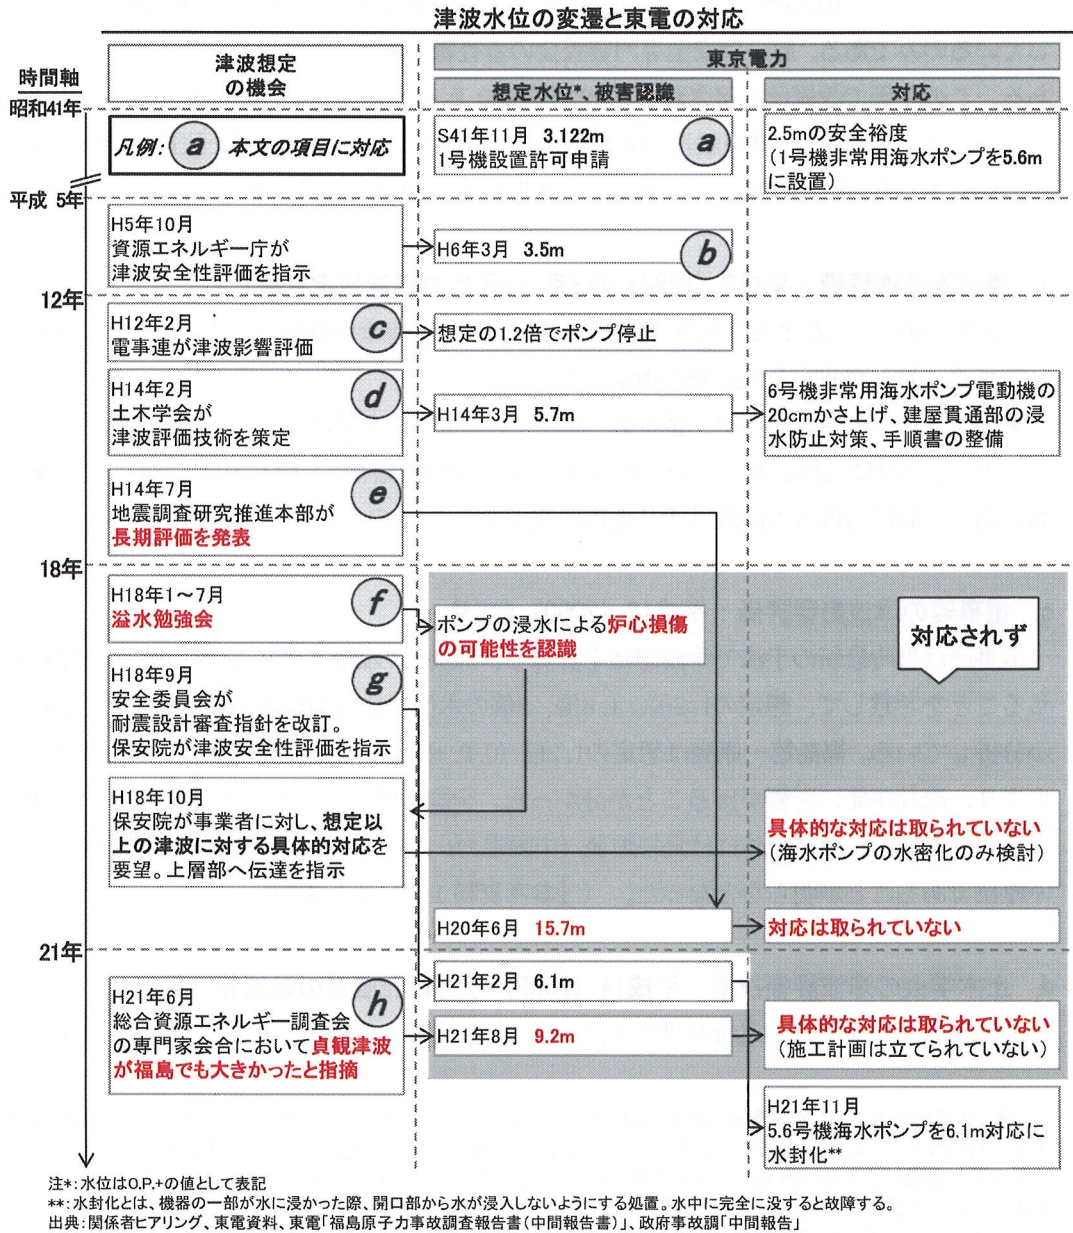 津波水位の変遷と東電の対応
時間軸
津波想定
の機会
東京電力
想定水位*、被害認識
対応
昭和41年
凡例: a 本文の項目に対応
S41年11月 3.122m
1号機設置許可申請
a
2.5mの安全裕度
(1号機非常用海水ポンプを5.6m
に設置)
平成 5年
H5年10月
資源エネルギー庁が
津波安全性評価を指示
H6年3月 3.5m
b
12年
H12年2月
電事連が津波影響評価
c
想定の1.2倍でポンプ停止
H14年2月
土木学会が
津波評価技術を策定
d
H14年3月 5.7m
6号機非常用海水ポンプ電動機の
20cmかさ上げ、建屋貫通部の浸
水防止対策、手順書の整備
H14年7月
地震調査研究推進本部が
長期評価を発表
e
18年
H18年1～7月
溢水勉強会
f
ポンプの浸水による炉心損傷
の可能性を認識
対応されず
H18年9月
安全委員会が
耐震設計審査指針を改訂。
保安院が津波安全性評価を指示
g
H18年10月
保安院が事業者に対し、想定以
上の津波に対する具体的対応を
要望。上層部へ伝達を指示
具体的な対応は取られていない
(海水ポンプの水密化のみ検討)
H20年6月 15.7m
対応は取られていない
21年
H21年2月 6.1m
H21年6月
総合資源エネルギー調査会
の専門家会合において貞観津波
が福島でも大きかったと指摘
h
H21年8月 9.2m
具体的な対応は取られていない
(施工計画は立てられていない)
H21年11月
5.6号機海水ポンプを6.1m対応に
水封化**
注*:水位はO.P.+の値として表記
**:水封化とは、機器の一部が水に浸かった際、開口部から水が浸入しないようにする処置。水中に完全に没すると故障する。
出典:関係者ヒアリング、東電資料、東電「福島原子力事故調査報告書(中間報告書)」、政府事故調「中間報告」